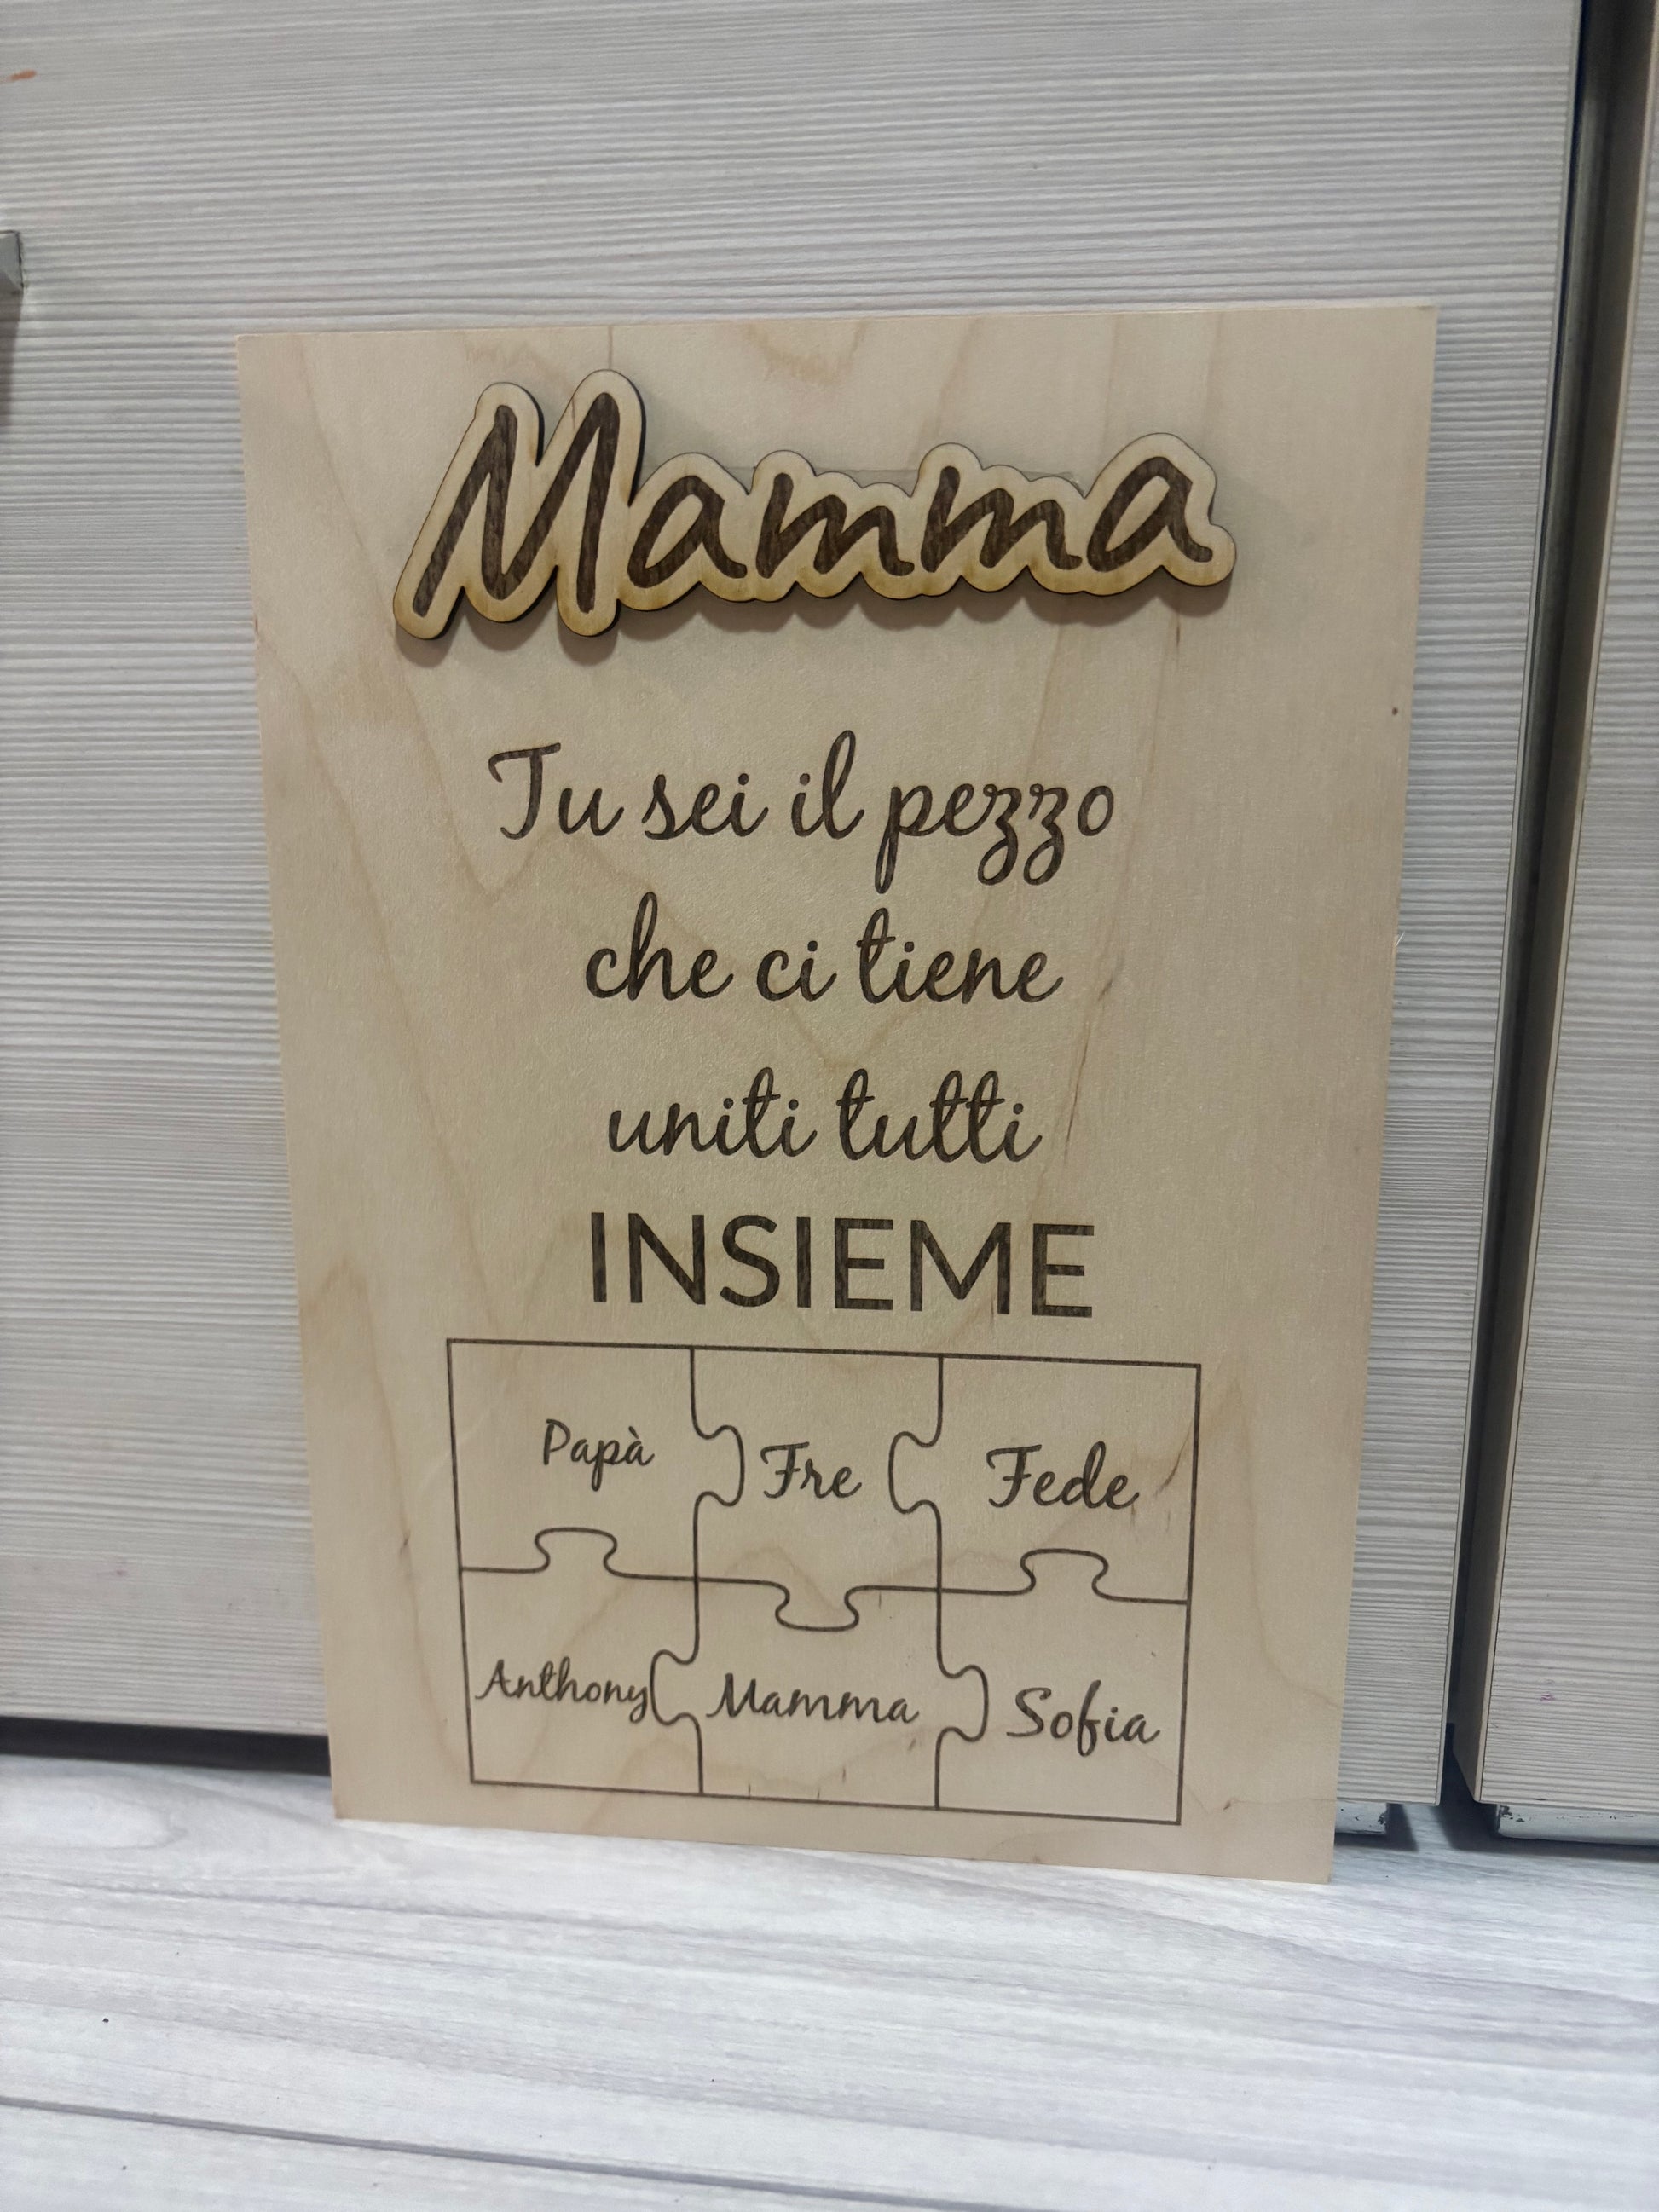 Mamma
Tu sei il pezzo
che ci tiene
uniti tutti
INSIEME
Papà Fre Fede
Anthony Mamma Sofia